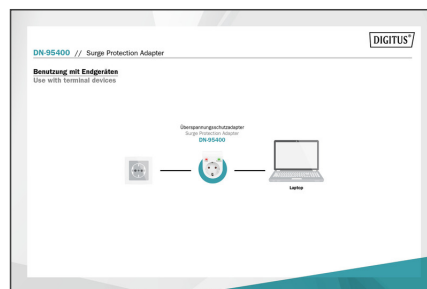 DIGITUS®
DN-95400 // Surge Protection Adapter
Benutzung mit Endgeräten
Use with terminal devices
Überspannungsschutzadapter
Surge Protection Adapter
DN-95400
Laptop